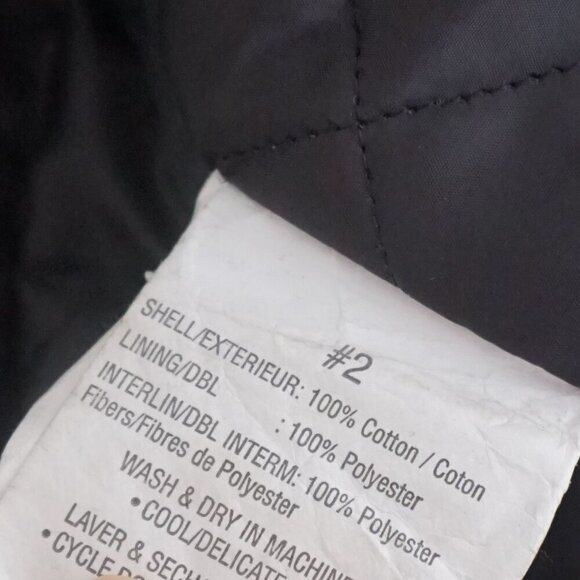 #2
SHELL/EXTERIEUR: 100% Cotton / Coton
LINING/DBL : 100% Polyester
INTERLIN/DBL INTERM: 100% Polyester
Fibers/Fibres de Polyester
WASH & DRY IN MACHINE
•COOL/DELICATE
LAVER &
•CYCLE